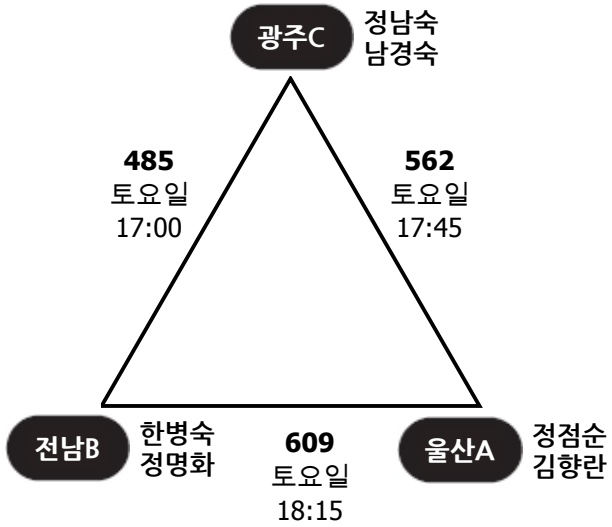 광주C
정남숙
남경숙
485
토요일
17:00
562
토요일
17:45
전남B
한병숙
정명화
609
토요일
18:15
울산A
정점순
김향란